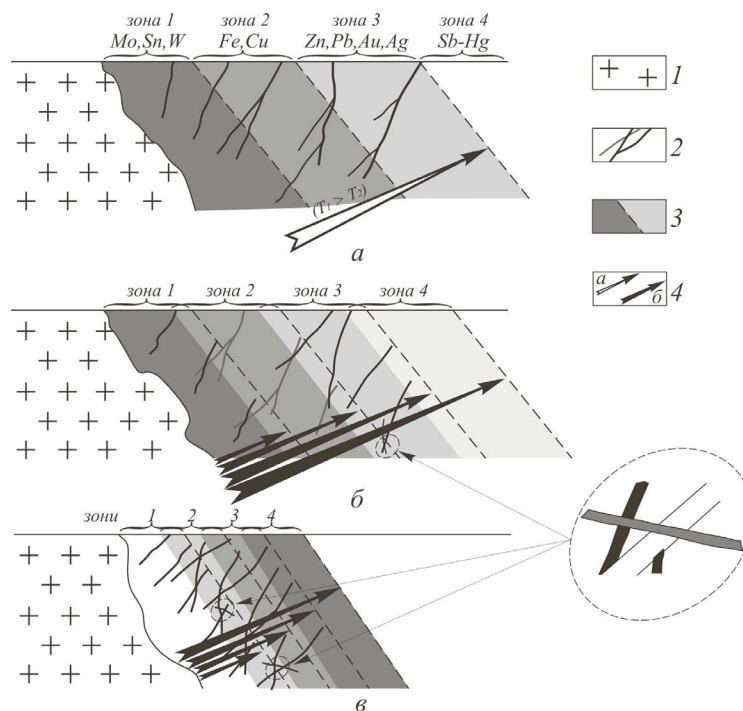 зона 1 зона 2 зона 3 зона 4
Mo,Sn,W Fe,Cu Zn,Pb,Au,Ag Sb-Hg
(T₁ > T₂)
а
1
2
3
а б 4
зона 1 зона 2 зона 3 зона 4
б
зони 1 2 3 4
в